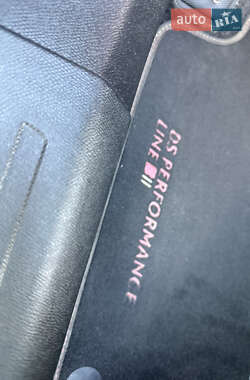 auto RIA
DS PERFORMANCE
LINE